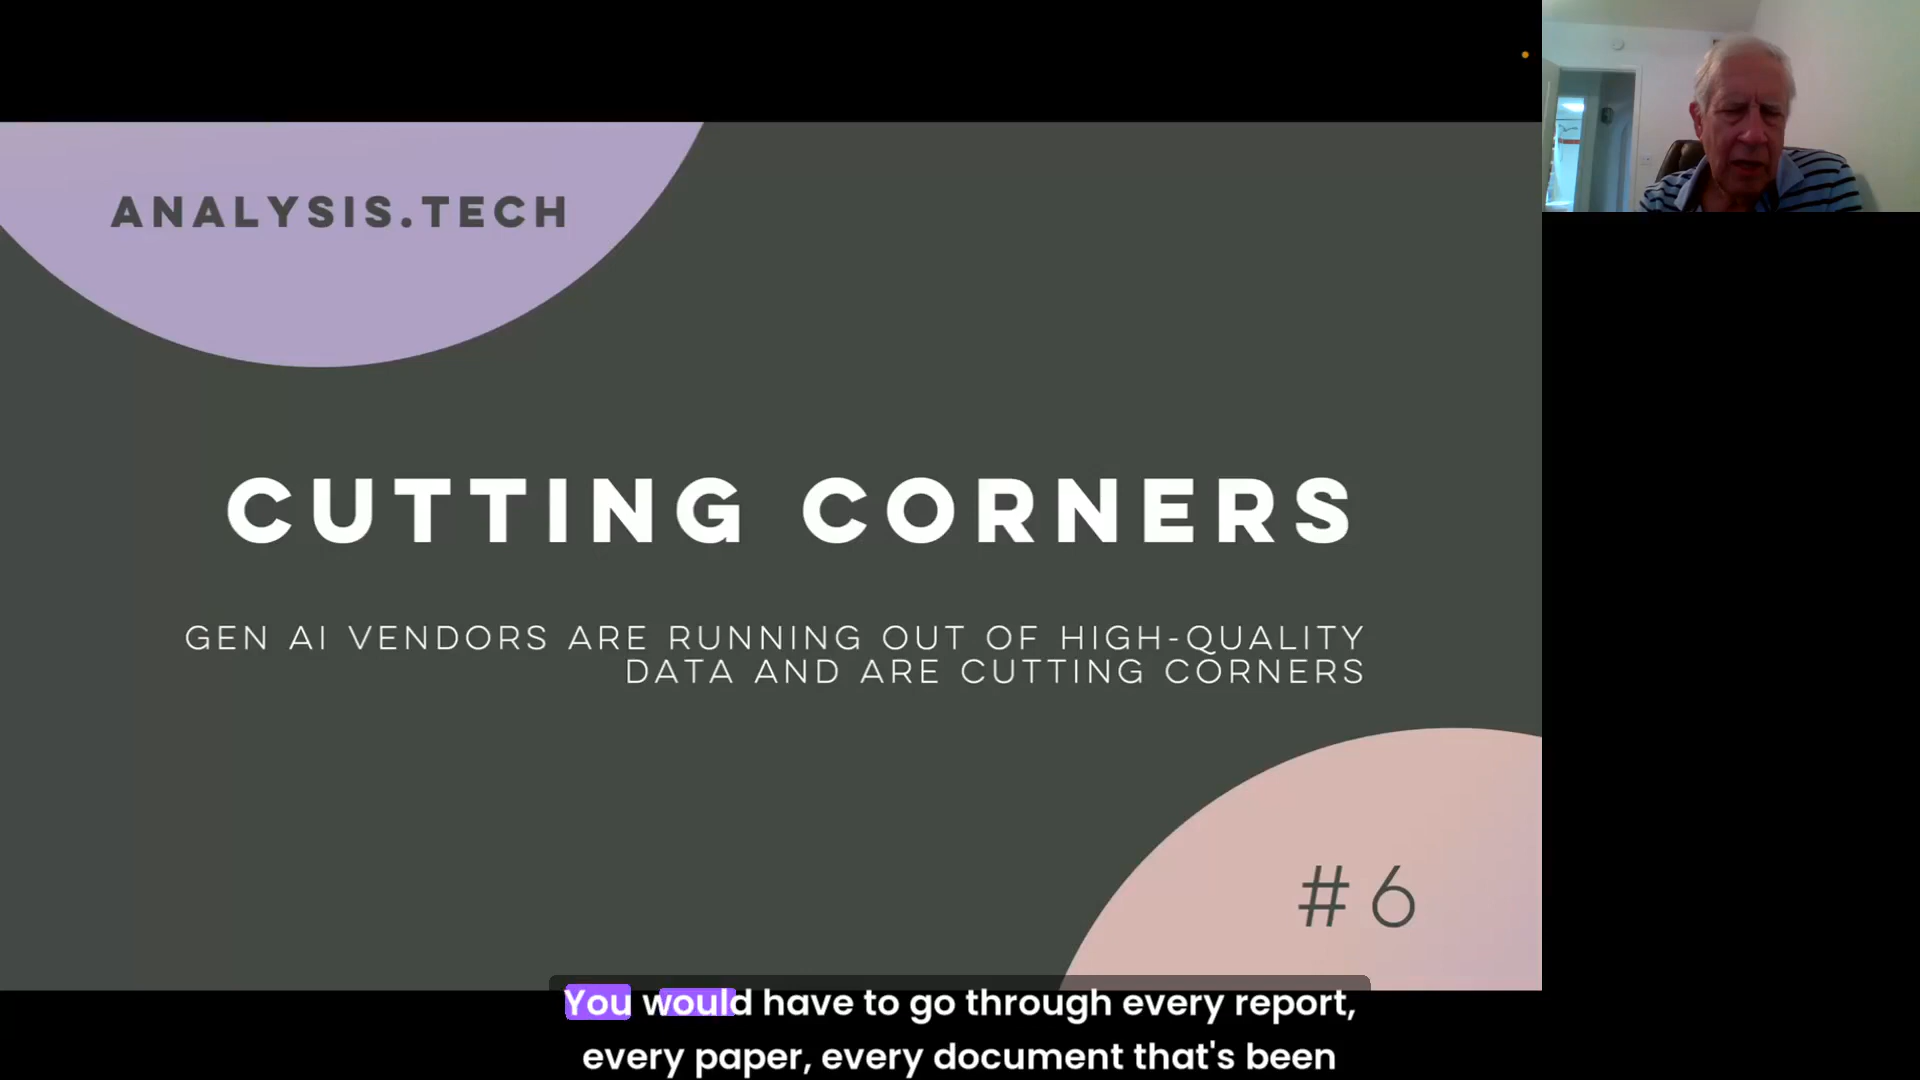 ANALYSIS.TECH
CUTTING CORNERS
GEN AI VENDORS ARE RUNNING OUT OF HIGH-QUALITY
DATA AND ARE CUTTING CORNERS
#6
You would have to go through every report,
every paper, every document that's been